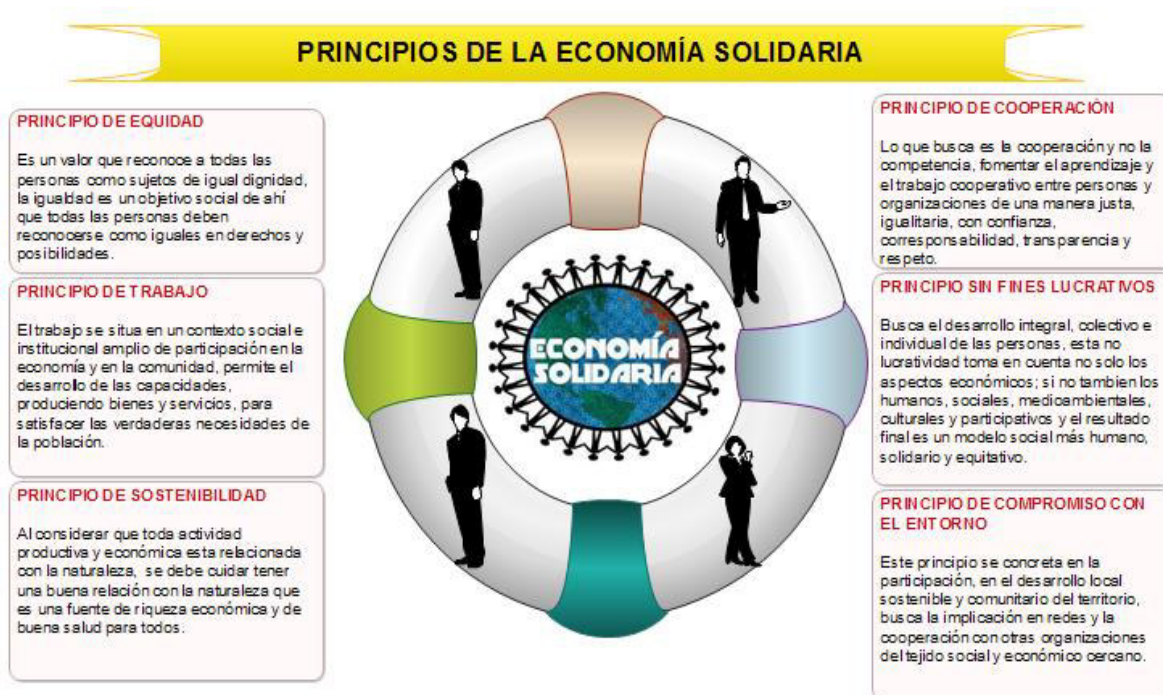 PRINCIPIOS DE LA ECONOMÍA SOLIDARIA
PRINCIPIO DE EQUIDAD
Es un valor que reconoce a todas las
personas como sujetos de igual dignidad,
la igualdad es un objetivo social de ahí
que todas las personas deben
reconocerse como iguales en derechos y
posibilidades.
PRINCIPIO DE TRABAJO
El trabajo se situa en un contexto social e
institucional amplio de participación en la
economía y en la comunidad, permite el
desarrollo de las capacidades,
produciendo bienes y servicios, para
satisfacer las verdaderas necesidades de
la población.
PRINCIPIO DE SOSTENIBILIDAD
Al considerar que toda actividad
productiva y económica esta relacionada
con la naturaleza, se debe cuidar tener
una buena relación con la naturaleza que
es una fuente de riqueza económica y de
buena salud para todos.
ECONOMÍA
SOLIDARIA
PRINCIPIO DE COOPERACIÓN
Lo que busca es la cooperación y no la
competencia, fomentar el aprendizaje y
el trabajo cooperativo entre personas y
organizaciones de una manera justa,
igualitaria, con confianza,
corresponsabilidad, transparencia y
respeto.
PRINCIPIO SIN FINES LUCRATIVOS
Busca el desarrollo integral, colectivo e
individual de las personas, esta no
lucratividad toma en cuenta no solo los
aspectos económicos; si no tambien los
humanos, sociales, medioambientales,
culturales y participativos y el resultado
final es un modelo social más humano,
solidario y equitativo.
PRINCIPIO DE COMPROMISO CON
EL ENTORNO
Este principio se concreta en la
participación, en el desarrollo local
sostenible y comunitario del territorio,
busca la implicación en redes y la
cooperación con otras organizaciones
del tejido social y económico cercano.